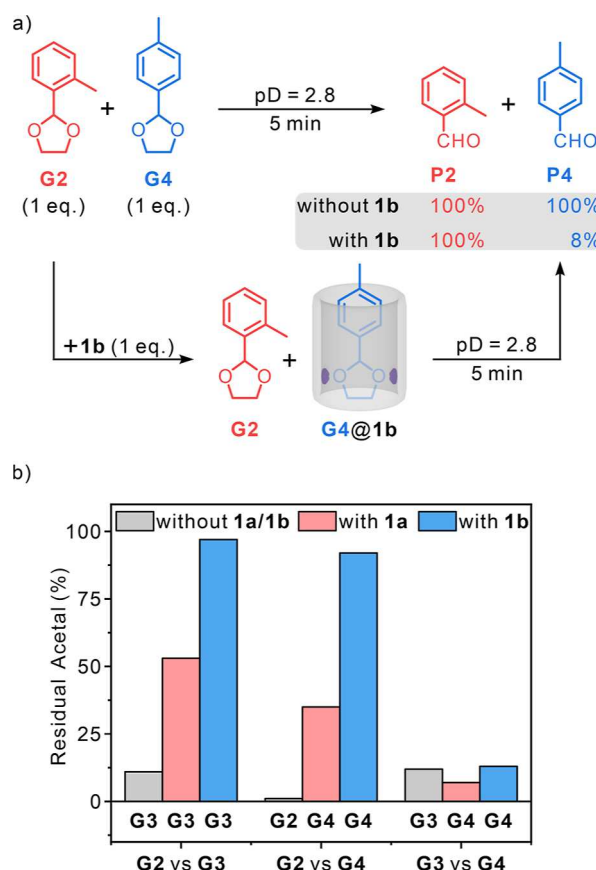 a)
O O
+
O O
pD = 2.8
5 min
CHO
+
CHO
G2
G4
P2
P4
(1 eq.)
(1 eq.)
without 1b 100% 100%
with 1b 100% 8%
+1b (1 eq.)
+
O O
O O
pD = 2.8
5 min
G2
G4@1b
b)
without 1a/1b with 1a with 1b
100
75
50
25
0
Residual Acetal (%)
G3 G3 G3 G2 G4 G4 G3 G4 G4
G2 vs G3 G2 vs G4 G3 vs G4